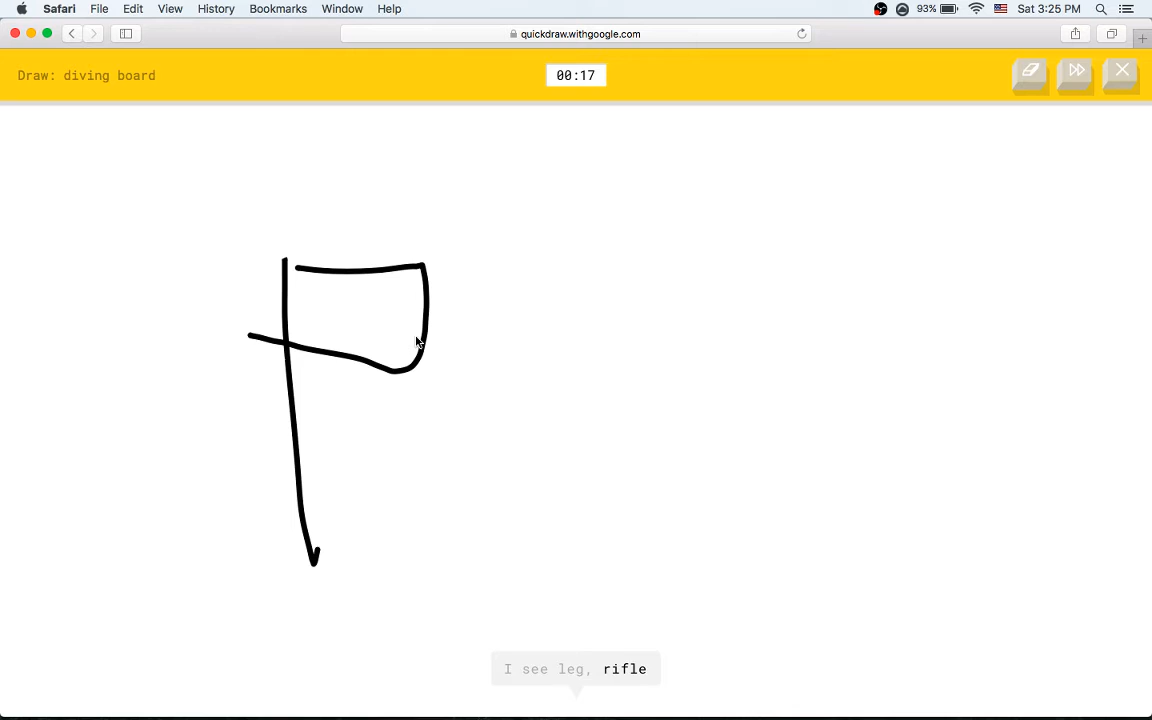 Safari File Edit View History Bookmarks Window Help 93% Sat 3:25 PM
quickdraw.withgoogle.com
Draw: diving board 00:17
I see leg, rifle